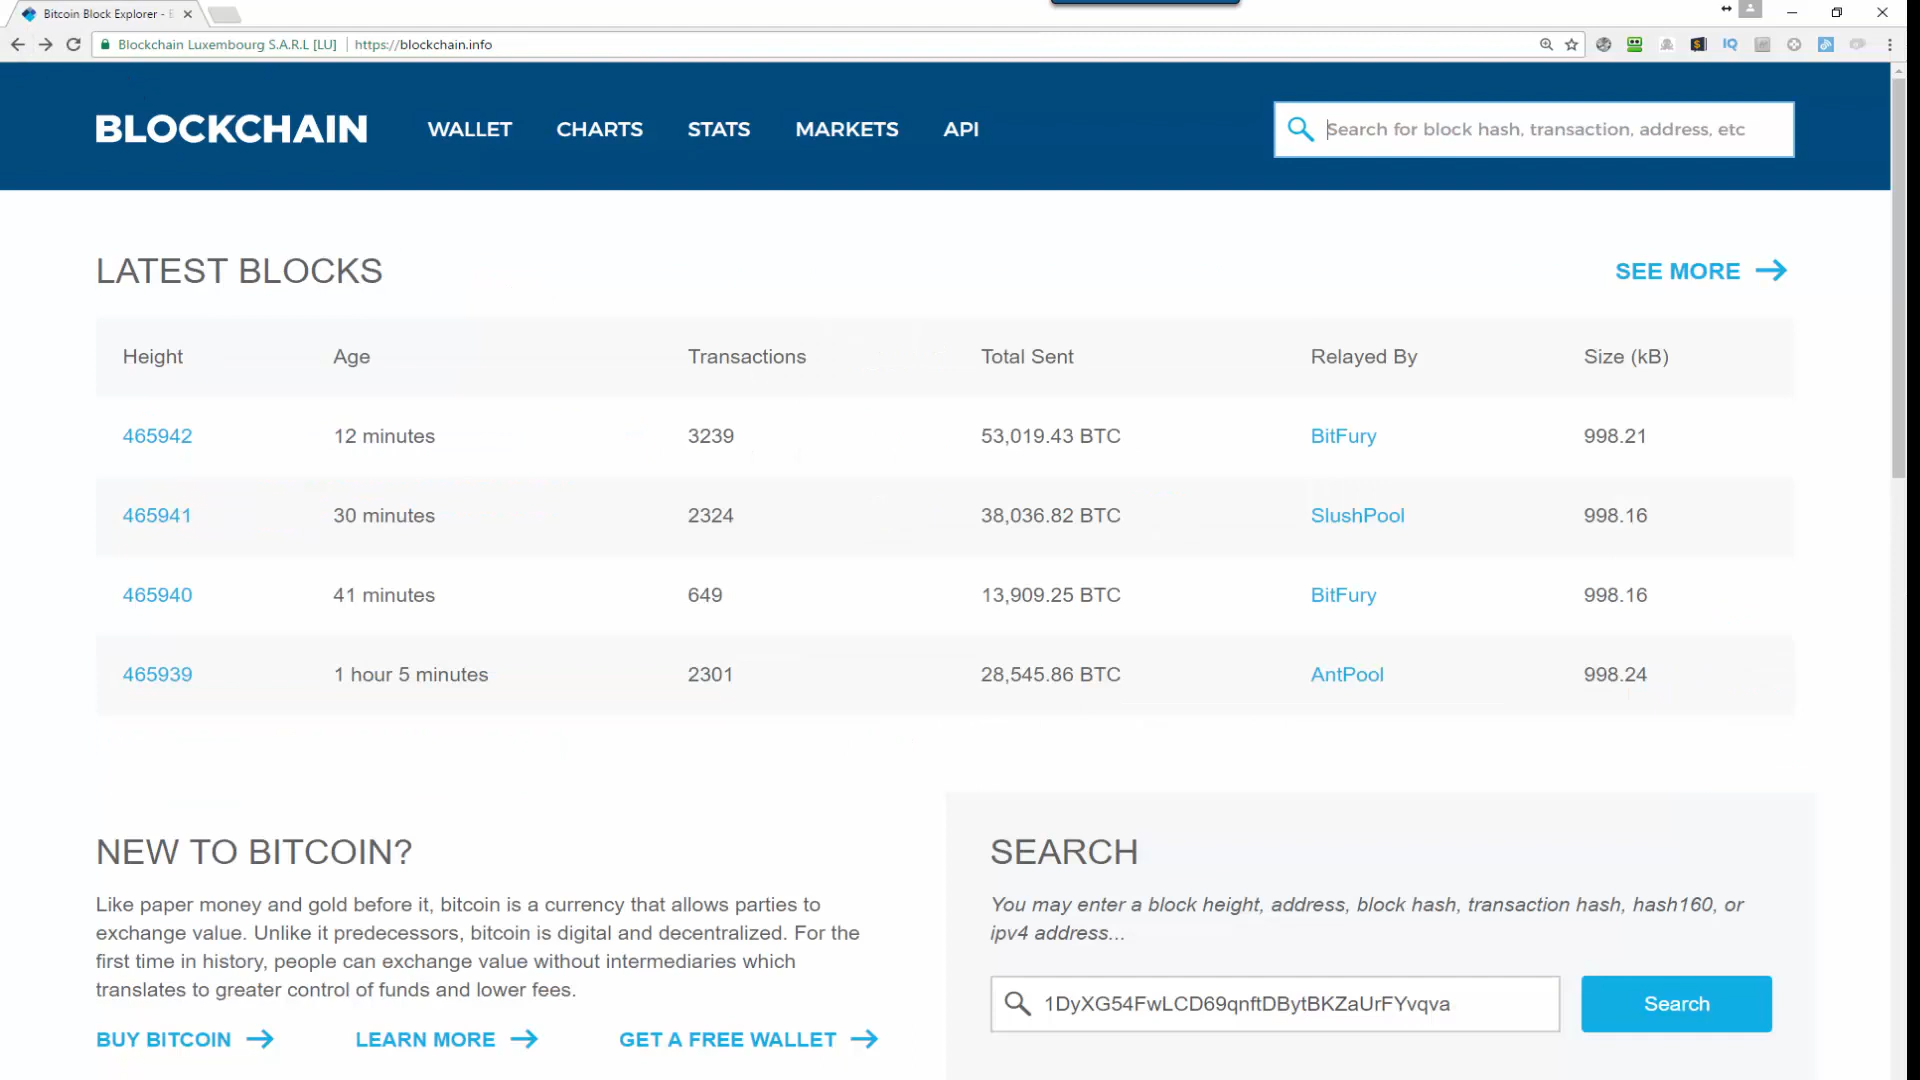 Bitcoin Block Explorer -
Blockchain Luxembourg S.A.R.L [LU] https://blockchain.info
BLOCKCHAIN WALLET CHARTS STATS MARKETS API Search for block hash, transaction, address, etc
LATEST BLOCKS SEE MORE
Height Age Transactions Total Sent Relayed By Size (kB)
465942 12 minutes 3239 53,019.43 BTC BitFury 998.21
465941 30 minutes 2324 38,036.82 BTC SlushPool 998.16
465940 41 minutes 649 13,909.25 BTC BitFury 998.16
465939 1 hour 5 minutes 2301 28,545.86 BTC AntPool 998.24
NEW TO BITCOIN?
Like paper money and gold before it, bitcoin is a currency that allows parties to
exchange value. Unlike it predecessors, bitcoin is digital and decentralized. For the
first time in history, people can exchange value without intermediaries which
translates to greater control of funds and lower fees.
BUY BITCOIN LEARN MORE GET A FREE WALLET
SEARCH
You may enter a block height, address, block hash, transaction hash, hash160, or
ipv4 address...
1DyXG54FwLCD69qnftDBytBKZaUrFYvqva Search